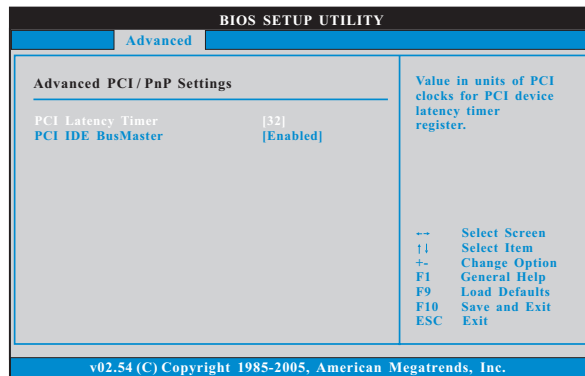 BIOS SETUP UTILITY
Advanced
Advanced PCI / PnP Settings
PCI Latency Timer [32]
PCI IDE BusMaster [Enabled]
Value in units of PCI
clocks for PCI device
latency timer
register.
←→ Select Screen
↑↓ Select Item
+- Change Option
F1 General Help
F9 Load Defaults
F10 Save and Exit
ESC Exit
v02.54 (C) Copyright 1985-2005, American Megatrends, Inc.